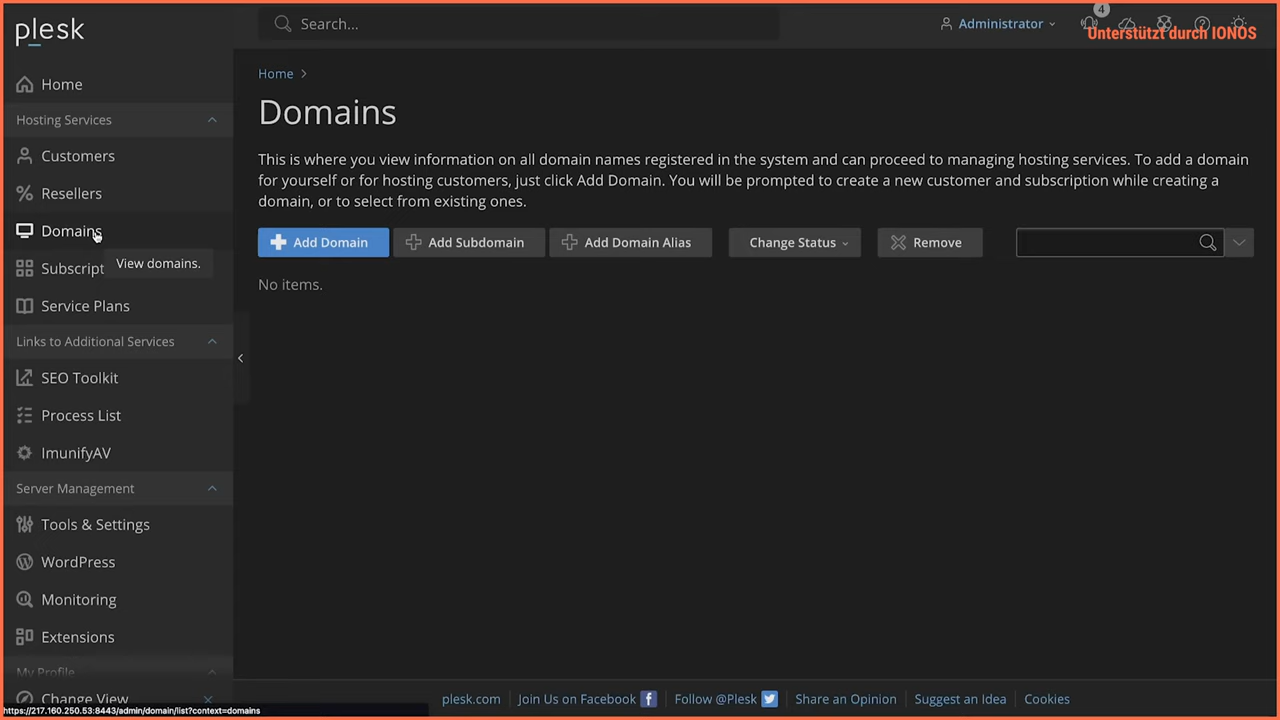 plesk
Search...
4
Administrator
Unterstützt durch IONOS
Home
Hosting Services
Customers
Resellers
Domains
View domains.
Subscript
Service Plans
Links to Additional Services
SEO Toolkit
Process List
ImunifyAV
Server Management
Tools & Settings
WordPress
Monitoring
Extensions
My Profile
Change View
https://217.160.250.53:8443/admin/domain/list?context=domains
Home
Domains
This is where you view information on all domain names registered in the system and can proceed to managing hosting services. To add a domain
for yourself or for hosting customers, just click Add Domain. You will be prompted to create a new customer and subscription while creating a
domain, or to select from existing ones.
Add Domain
Add Subdomain
Add Domain Alias
Change Status
Remove
No items.
plesk.com
Join Us on Facebook
Follow @Plesk
Share an Opinion
Suggest an Idea
Cookies